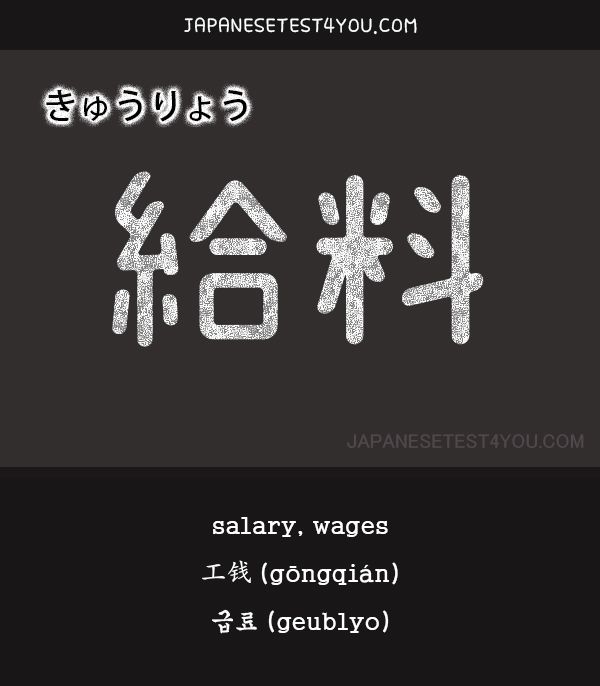 JAPANESETEST4YOU.COM
きゅうりょう
給料
JAPANESETEST4YOU.COM
salary, wages
工钱 (gōngqián)
급료 (geublyo)